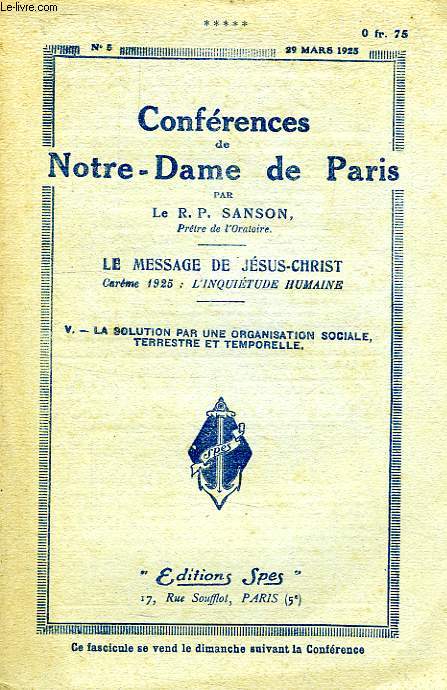 Le-livre.com
*****
0 fr. 75
N° 5
29 MARS 1925
Conférences
de
Notre-Dame de Paris
PAR
LE R. P. SANSON,
Prêtre de l'Oratoire.
LE MESSAGE DE JÉSUS-CHRIST
Carême 1925 : L'INQUIÉTUDE HUMAINE
V. — LA SOLUTION PAR UNE ORGANISATION SOCIALE,
TERRESTRE ET TEMPORELLE.
Spes
" Editions Spes "
17, Rue Soufflot, PARIS (5e)
Ce fascicule se vend le dimanche suivant la Conférence